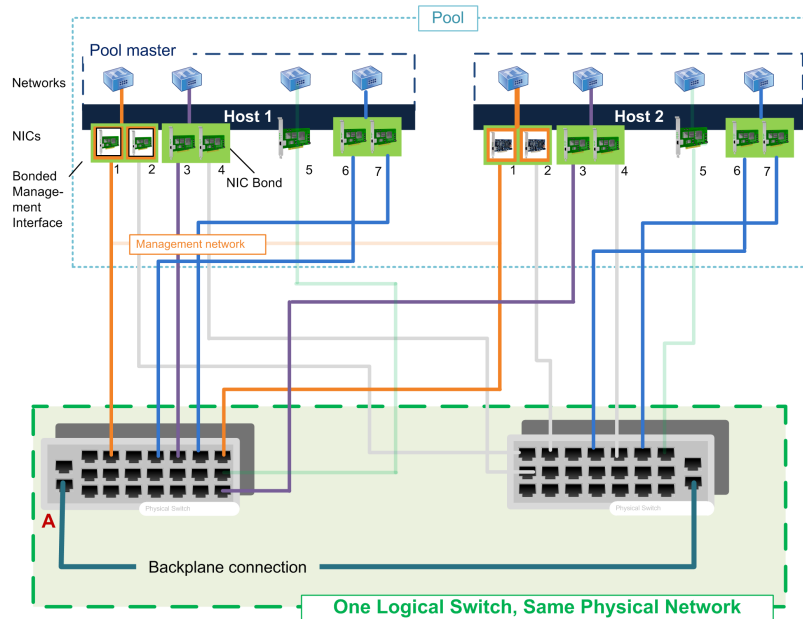 Pool
Pool master
Networks
Host 1
Host 2
NICs
Bonded
Manage-
ment
Interface
1
2
3
4
5
6
7
NIC Bond
1
2
3
4
5
6
7
Management network
A
Physical Switch
Physical Switch
Backplane connection
One Logical Switch, Same Physical Network